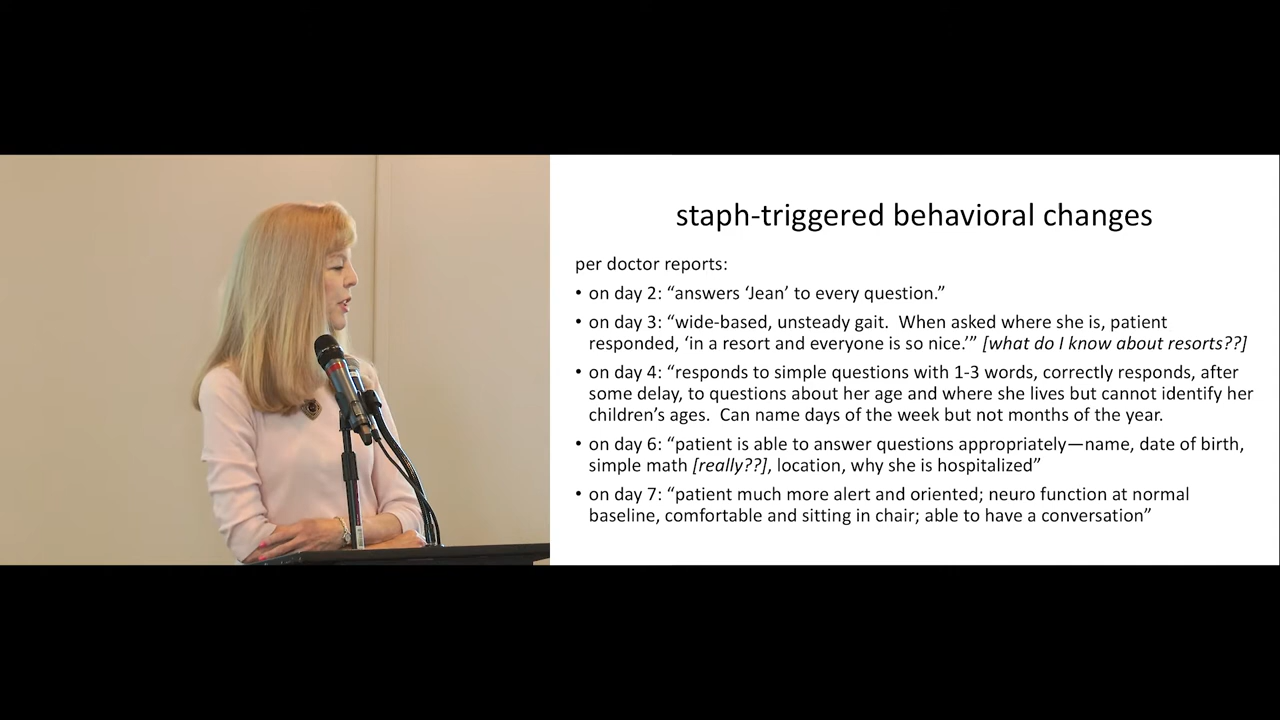 staph-triggered behavioral changes
per doctor reports:
• on day 2: “answers ‘Jean’ to every question.”
• on day 3: “wide-based, unsteady gait.  When asked where she is, patient
responded, ‘in a resort and everyone is so nice.’” [what do I know about resorts??]
• on day 4: “responds to simple questions with 1-3 words, correctly responds, after
some delay, to questions about her age and where she lives but cannot identify her
children’s ages.  Can name days of the week but not months of the year.
• on day 6: “patient is able to answer questions appropriately—name, date of birth,
simple math [really??], location, why she is hospitalized”
• on day 7: “patient much more alert and oriented; neuro function at normal
baseline, comfortable and sitting in chair; able to have a conversation”